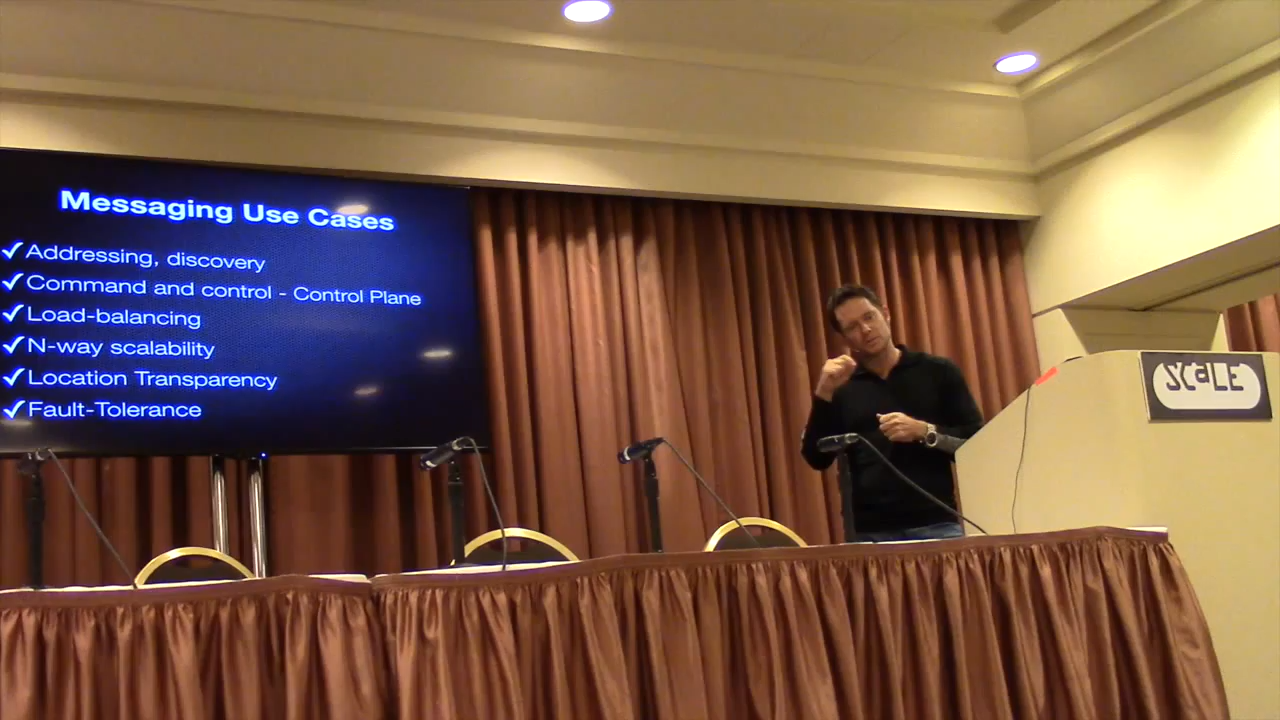 Messaging Use Cases
✓Addressing, discovery
✓Command and control - Control Plane
✓Load-balancing
✓N-way scalability
✓Location Transparency
✓Fault-Tolerance
SCaLE